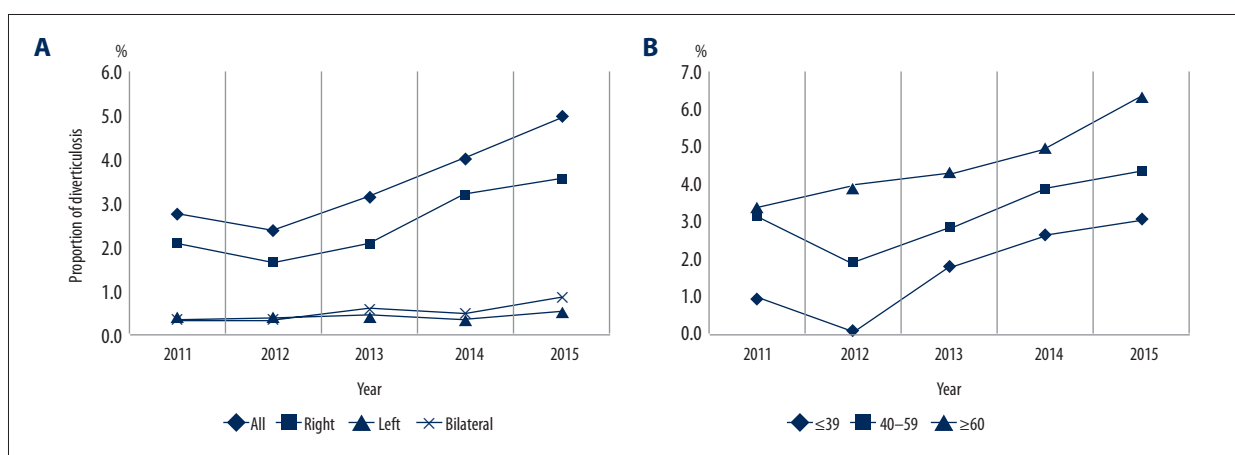 A
%
6.0
5.0
4.0
3.0
2.0
1.0
0.0
Proportion of diverticulosis
2011 2012 2013 2014 2015
Year
All Right Left Bilateral
B
%
7.0
6.0
5.0
4.0
3.0
2.0
1.0
0.0
2011 2012 2013 2014 2015
Year
≤39 40–59 ≥60